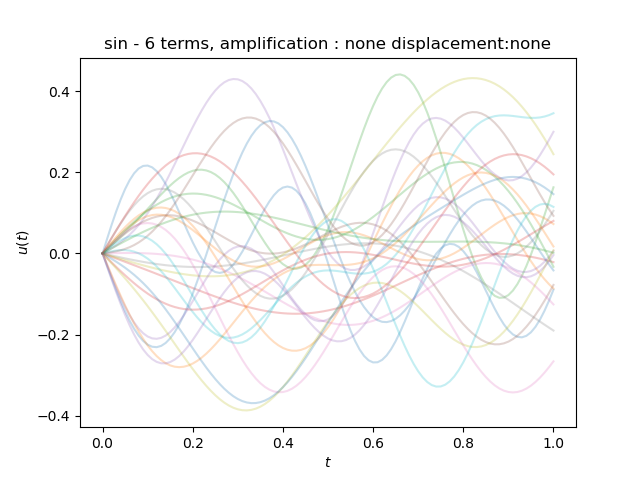 sin - 6 terms, amplification : none displacement:none
0.4
0.2
0.0
−0.2
−0.4
u(t)
0.0 0.2 0.4 0.6 0.8 1.0
t